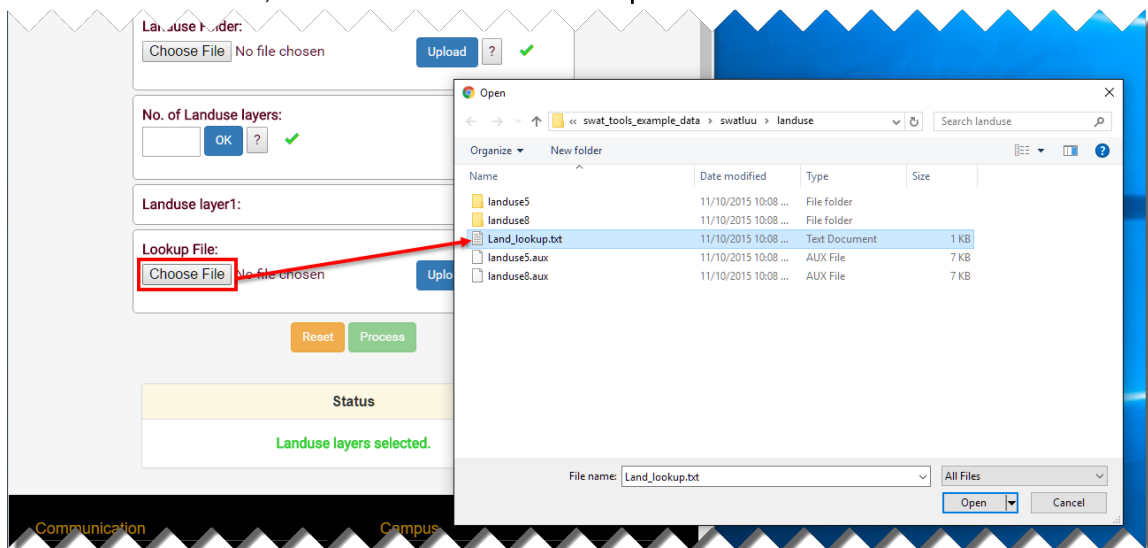 Landuse Folder:
Choose File No file chosen Upload ?
No. of Landuse layers:
OK ?
Landuse layer1:
Lookup File:
Choose File No file chosen Uplo
Reset Process
Status
Landuse layers selected.
Communication Campus
Open
« swat_tools_example_data › swatluu › landuse Search landuse
Organize New folder
Name Date modified Type Size
landuse5 11/10/2015 10:08 ... File folder
landuse8 11/10/2015 10:08 ... File folder
Land_lookup.txt 11/10/2015 10:08 ... Text Document 1 KB
landuse5.aux 11/10/2015 10:08 ... AUX File 7 KB
landuse8.aux 11/10/2015 10:08 ... AUX File 7 KB
File name: Land_lookup.txt All Files
Open Cancel